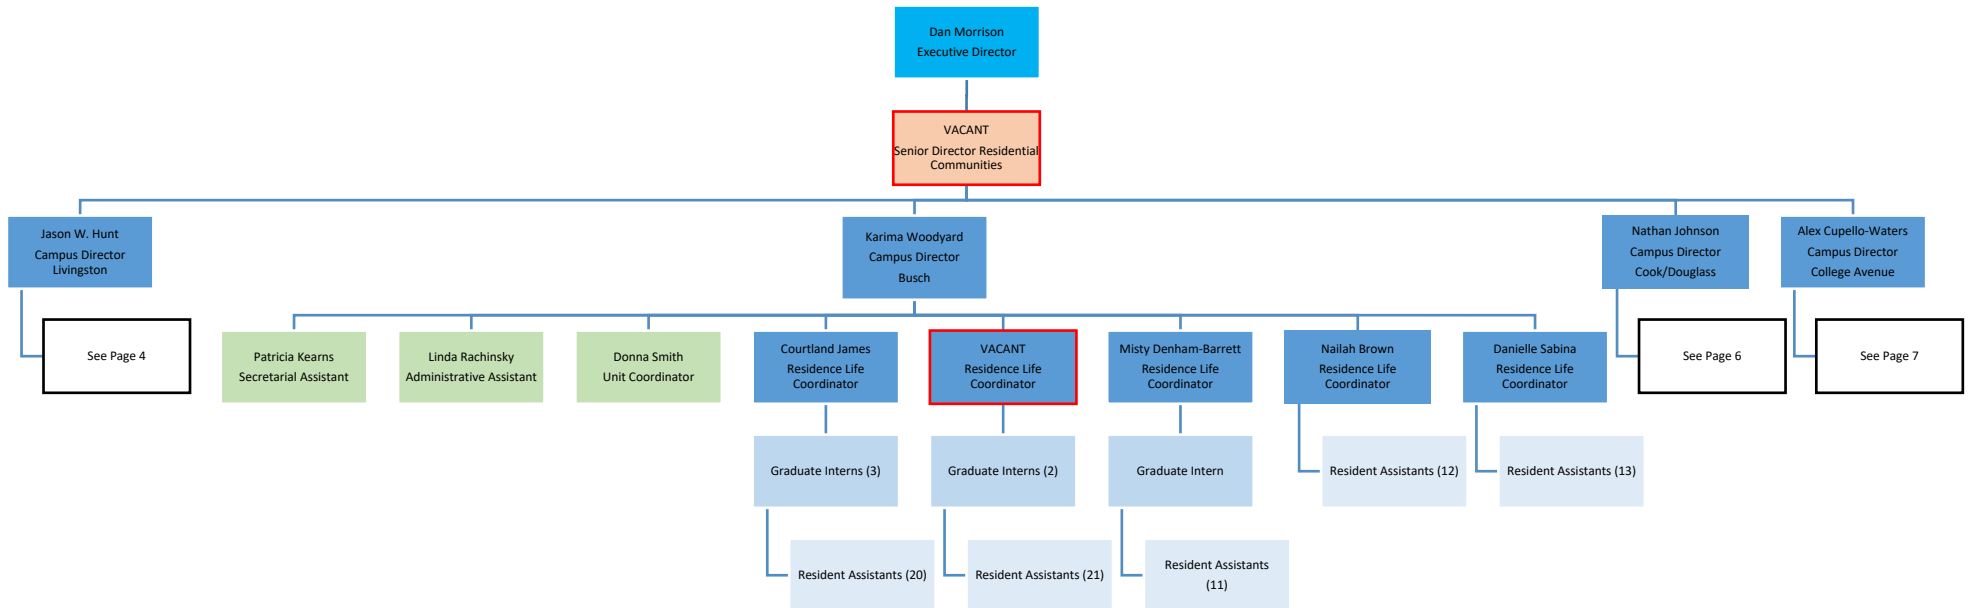 Dan Morrison
Executive Director
VACANT
Senior Director Residential
Communities
Jason W. Hunt
Campus Director
Livingston
Karima Woodyard
Campus Director
Busch
Nathan Johnson
Campus Director
Cook/Douglass
Alex Cupello-Waters
Campus Director
College Avenue
See Page 4
Patricia Kearns
Secretarial Assistant
Linda Rachinsky
Administrative Assistant
Donna Smith
Unit Coordinator
Courtland James
Residence Life
Coordinator
VACANT
Residence Life
Coordinator
Misty Denham-Barrett
Residence Life
Coordinator
Nailah Brown
Residence Life
Coordinator
Danielle Sabina
Residence Life
Coordinator
See Page 6
See Page 7
Graduate Interns (3)
Graduate Interns (2)
Graduate Intern
Resident Assistants (12)
Resident Assistants (13)
Resident Assistants (20)
Resident Assistants (21)
Resident Assistants
(11)